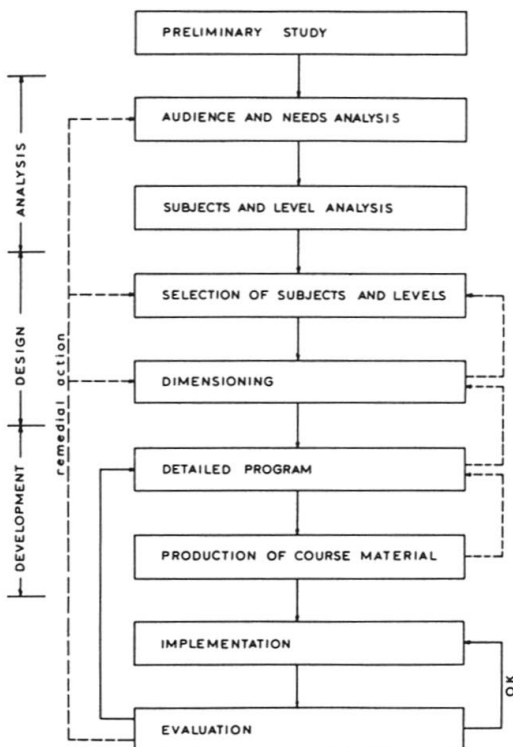 PRELIMINARY STUDY
AUDIENCE AND NEEDS ANALYSIS
SUBJECTS AND LEVEL ANALYSIS
SELECTION OF SUBJECTS AND LEVELS
DIMENSIONING
DETAILED PROGRAM
PRODUCTION OF COURSE MATERIAL
IMPLEMENTATION
EVALUATION
ANALYSIS
DESIGN
DEVELOPMENT
remedial action
OK